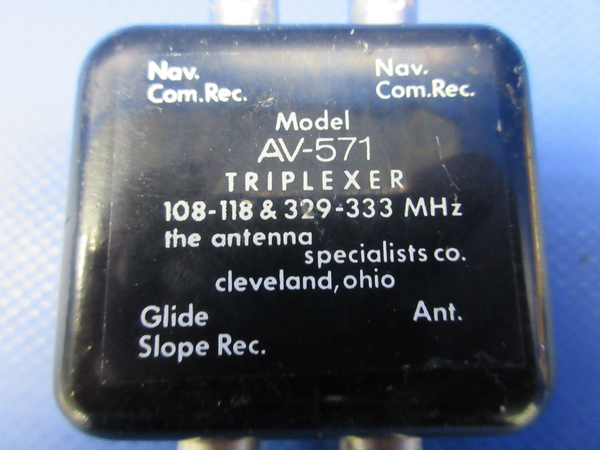 Nav.
Com.Rec.
Nav.
Com.Rec.
Model
AV-571
TRIPLEXER
108-118 & 329-333 MHz
the antenna
specialists co.
cleveland, ohio
Glide
Slope Rec.
Ant.